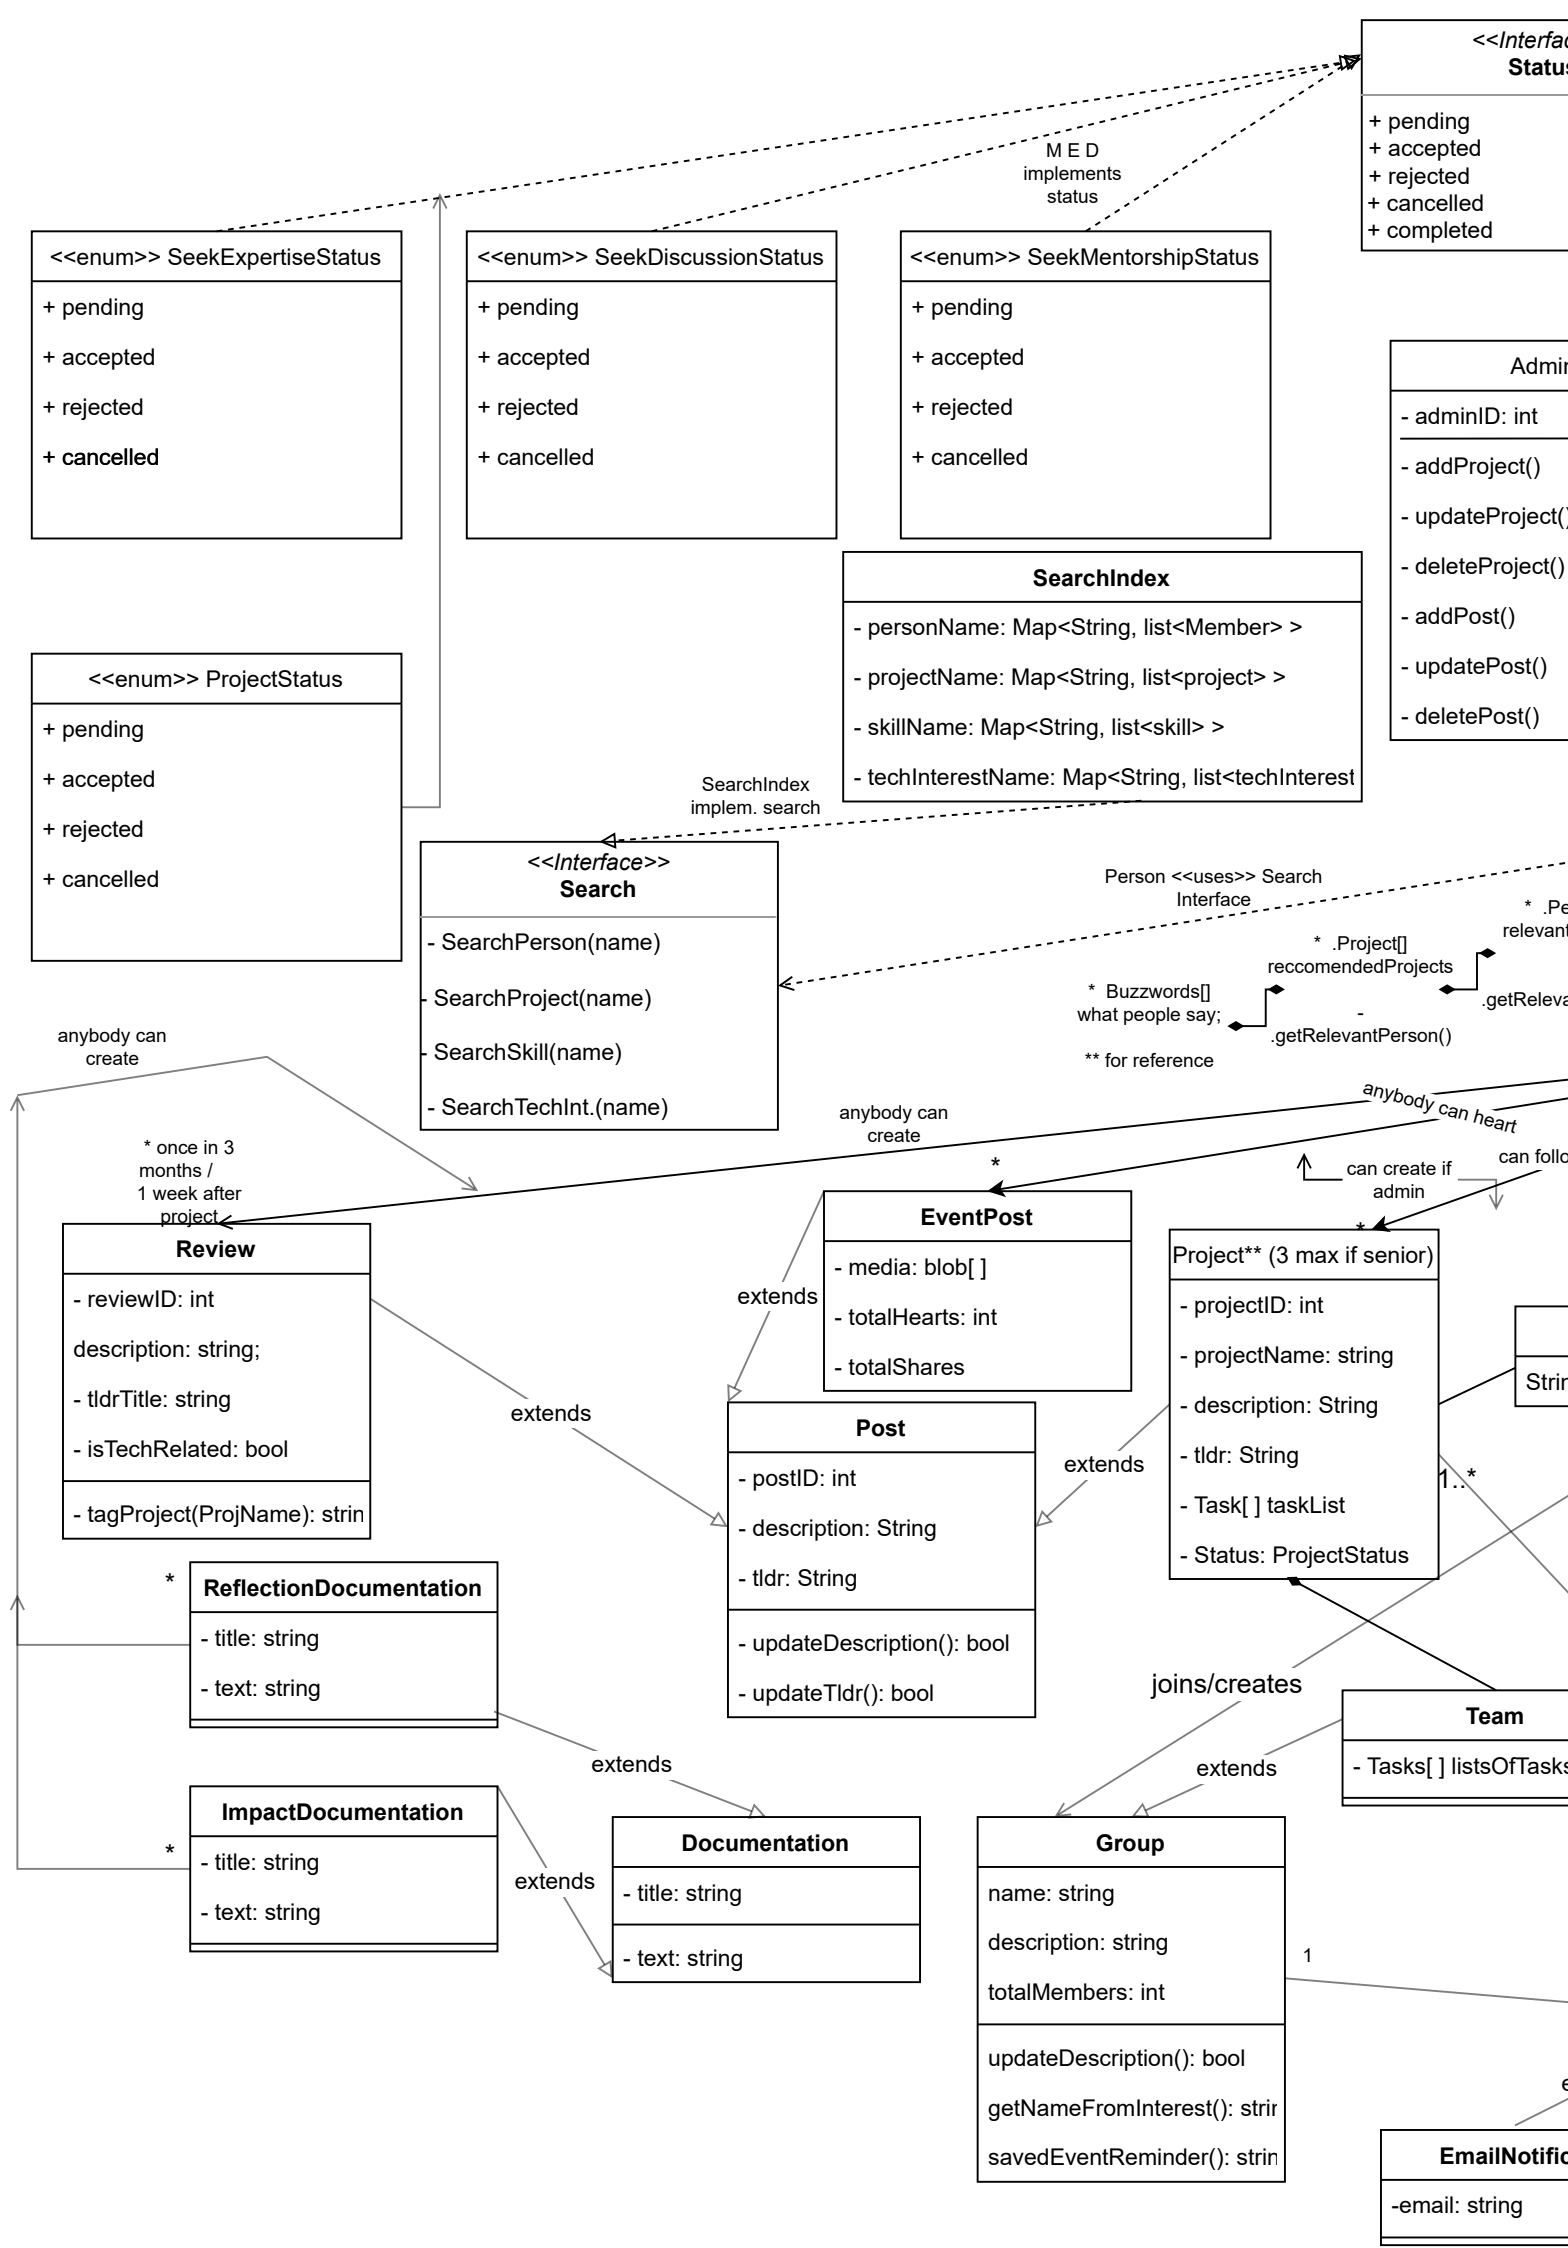 <<Interfac
Status
+ pending
+ accepted
+ rejected
+ cancelled
+ completed
M E D
implements
status
<<enum>> SeekExpertiseStatus
+ pending
+ accepted
+ rejected
+ cancelled
<<enum>> SeekDiscussionStatus
+ pending
+ accepted
+ rejected
+ cancelled
<<enum>> SeekMentorshipStatus
+ pending
+ accepted
+ rejected
+ cancelled
Admin
- adminID: int
- addProject()
- updateProject()
- deleteProject()
- addPost()
- updatePost()
- deletePost()
SearchIndex
- personName: Map<String, list<Member> >
- projectName: Map<String, list<project> >
- skillName: Map<String, list<skill> >
- techInterestName: Map<String, list<techInterest
<<enum>> ProjectStatus
+ pending
+ accepted
+ rejected
+ cancelled
SearchIndex
implem. search
<<Interface>>
Search
- SearchPerson(name)
- SearchProject(name)
- SearchSkill(name)
- SearchTechInt.(name)
Person <<uses>> Search
Interface
* .Pe
relevant
.getReleva
* .Project[]
reccomendedProjects
-
.getRelevantPerson()
* Buzzwords[]
what people say;
** for reference
anybody can
create
* once in 3
months /
1 week after
project
anybody can
create
anybody can heart
*
can create if
admin
can follo
*
Review
- reviewID: int
description: string;
- tldrTitle: string
- isTechRelated: bool
- tagProject(ProjName): strin
extends
EventPost
- media: blob[ ]
- totalHearts: int
- totalShares
extends
Post
- postID: int
- description: String
- tldr: String
- updateDescription(): bool
- updateTldr(): bool
extends
Project** (3 max if senior)
- projectID: int
- projectName: string
- description: String
- tldr: String
- Task[ ] taskList
- Status: ProjectStatus
1..*
Strin
*
ReflectionDocumentation
- title: string
- text: string
extends
joins/creates
Team
- Tasks[ ] listsOfTasks
extends
ImpactDocumentation
*
- title: string
- text: string
extends
Documentation
- title: string
- text: string
Group
name: string
description: string
totalMembers: int
updateDescription(): bool
getNameFromInterest(): strin
savedEventReminder(): strin
1
e
EmailNotific
-email: string